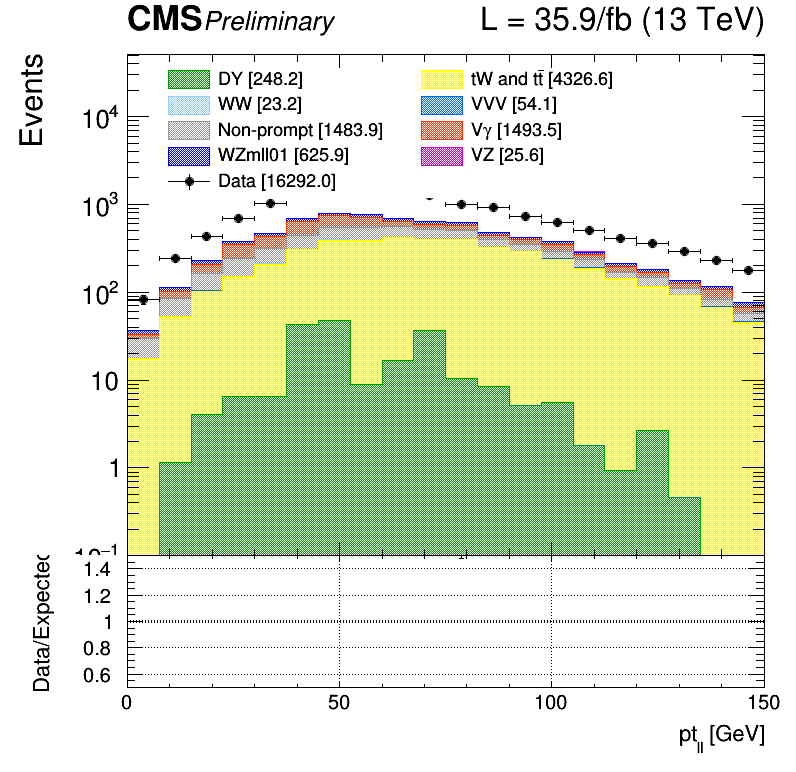 CMS Preliminary L = 35.9/fb (13 TeV)
Events
DY [248.2] tW and tt̄ [4326.6]
WW [23.2] VVV [54.1]
Non-prompt [1483.9] Vγ [1493.5]
WZmll01 [625.9] VZ [25.6]
Data [16292.0]
10⁴
10³
10²
10
1
10⁻¹
Data/Expected
1.4
1.2
1
0.8
0.6
0 50 100 150
pt_ll [GeV]